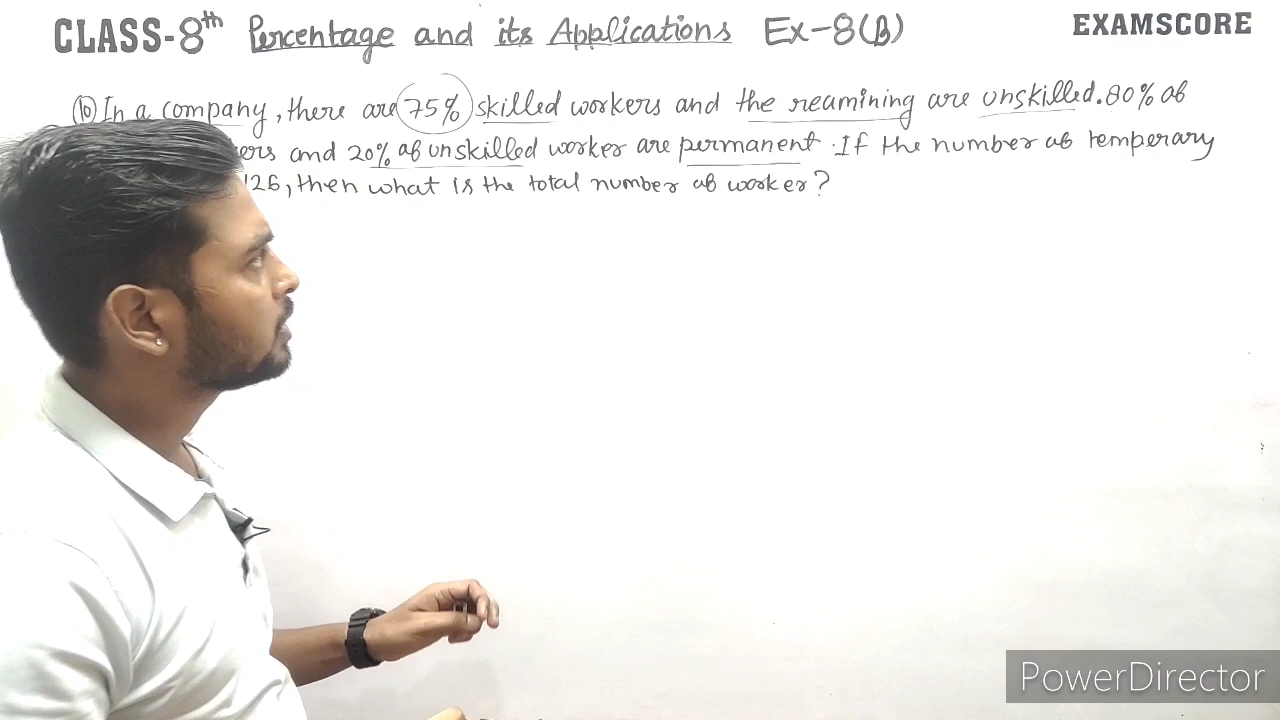 CLASS-8th Percentage and its Applications Ex-8(B)
EXAMSCORE
(10) In a company, there are 75% skilled workers and the reamining are unskilled. 80% of
ers and 20% of unskilled worker are permanent. If the number of temperary
126, then what is the total number of worker?
PowerDirector